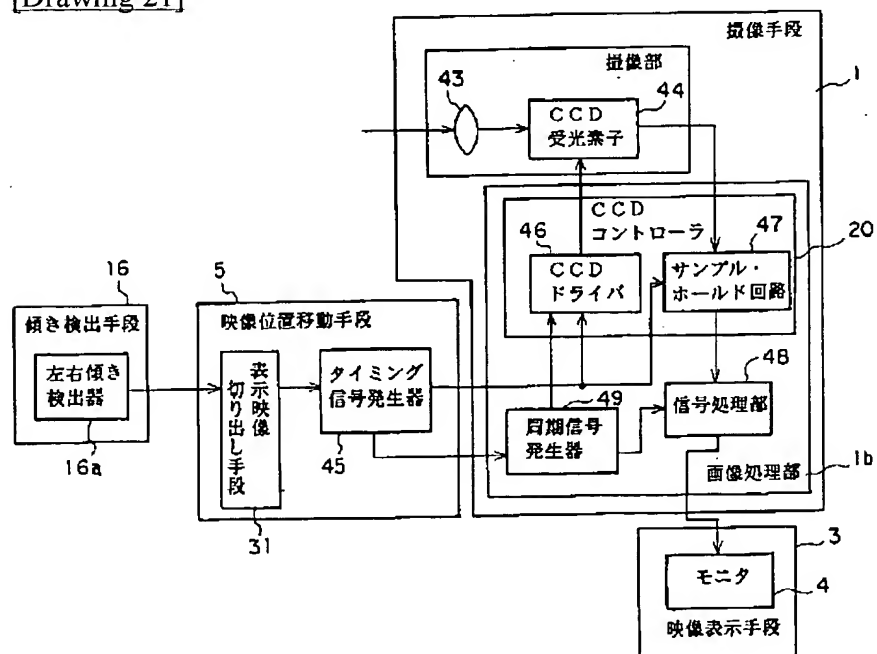 [Drawing 21]
撮像手段
1
撮像部
43
44
CCD
受光素子
CCD
コントローラ
46
47
20
CCD
ドライバ
サンプル・
ホールド回路
16
傾き検出手段
左右傾き
検出器
16a
5
映像位置移動手段
表示映像
切り出し手段
31
タイミング
信号発生器
45
49
同期信号
発生器
48
信号処理部
画像処理部
1b
3
モニタ
4
映像表示手段